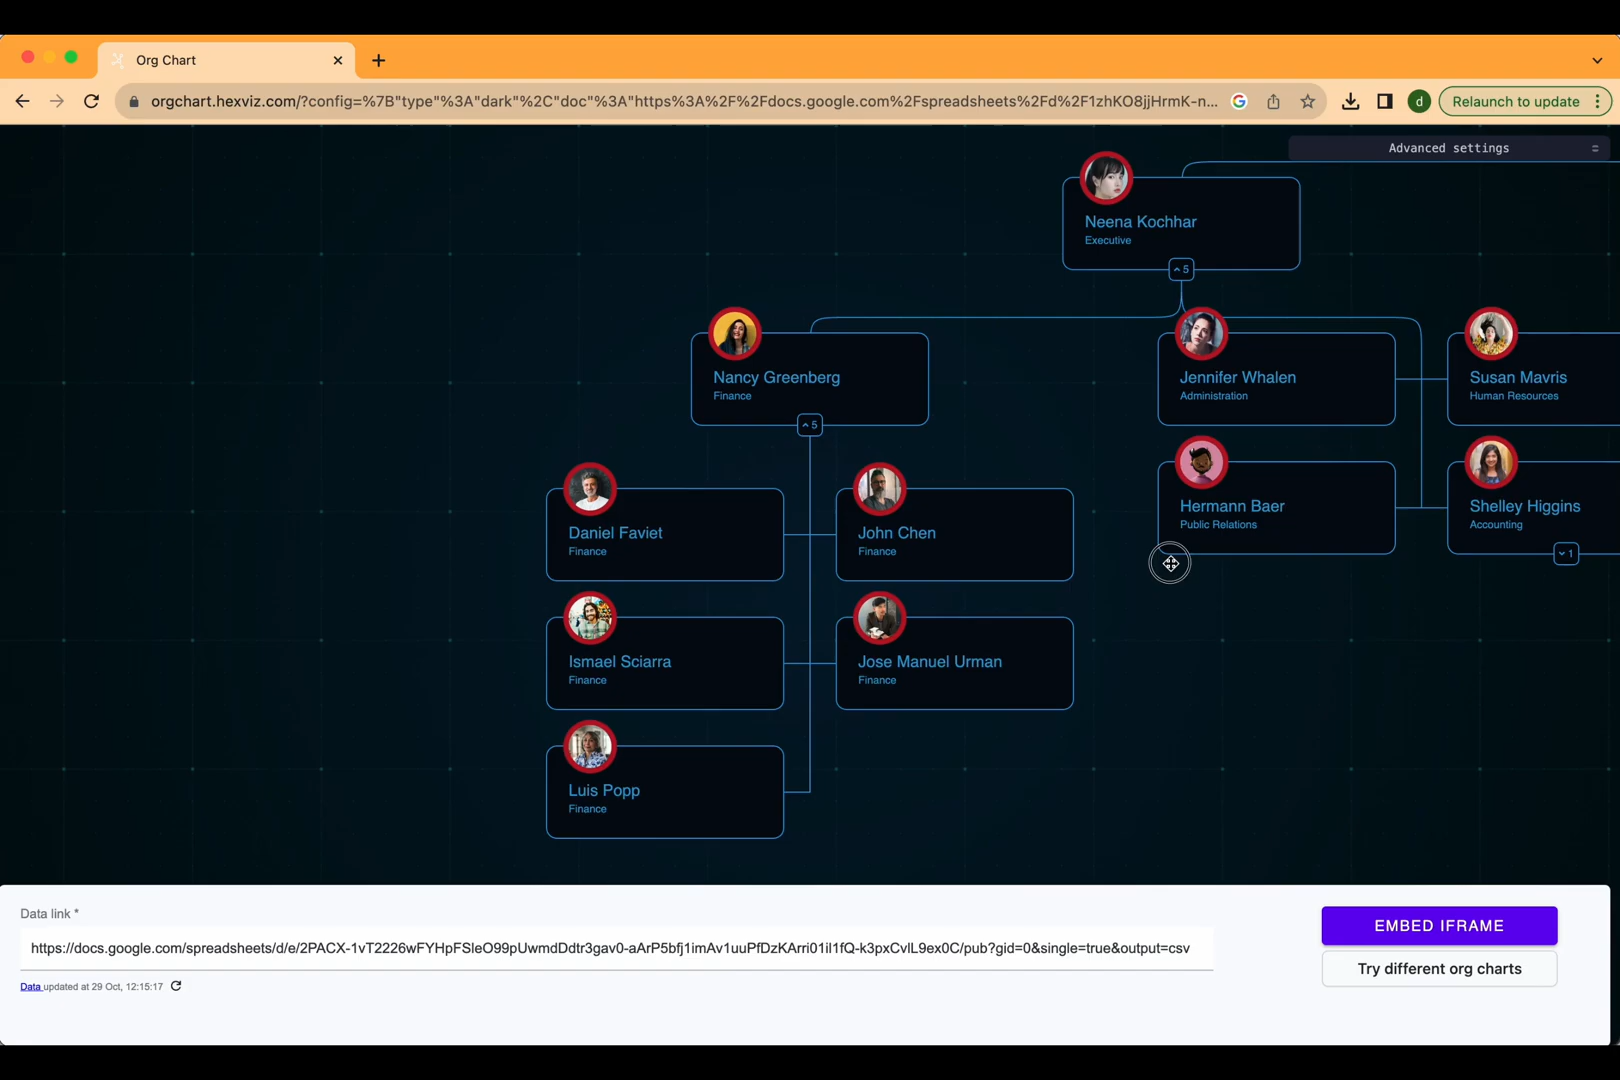 Org Chart
orgchart.hexviz.com/?config=%7B"type"%3A"dark"%2C"doc"%3A"https%3A%2F%2Fdocs.google.com%2Fspreadsheets%2Fd%2F1zhKO8jjHrmK-n...
d
Relaunch to update
Advanced settings
Neena Kochhar
Executive
5
Nancy Greenberg
Finance
5
Jennifer Whalen
Administration
Susan Mavris
Human Resources
Hermann Baer
Public Relations
Shelley Higgins
Accounting
1
Daniel Faviet
Finance
John Chen
Finance
Ismael Sciarra
Finance
Jose Manuel Urman
Finance
Luis Popp
Finance
Data link *
https://docs.google.com/spreadsheets/d/e/2PACX-1vT2226wFYHpFSleO99pUwmdDdtr3gav0-aArP5bfj1imAv1uuPfDzKArri01il1fQ-k3pxCvlL9ex0C/pub?gid=0&single=true&output=csv
Data updated at 29 Oct, 12:15:17
EMBED IFRAME
Try different org charts